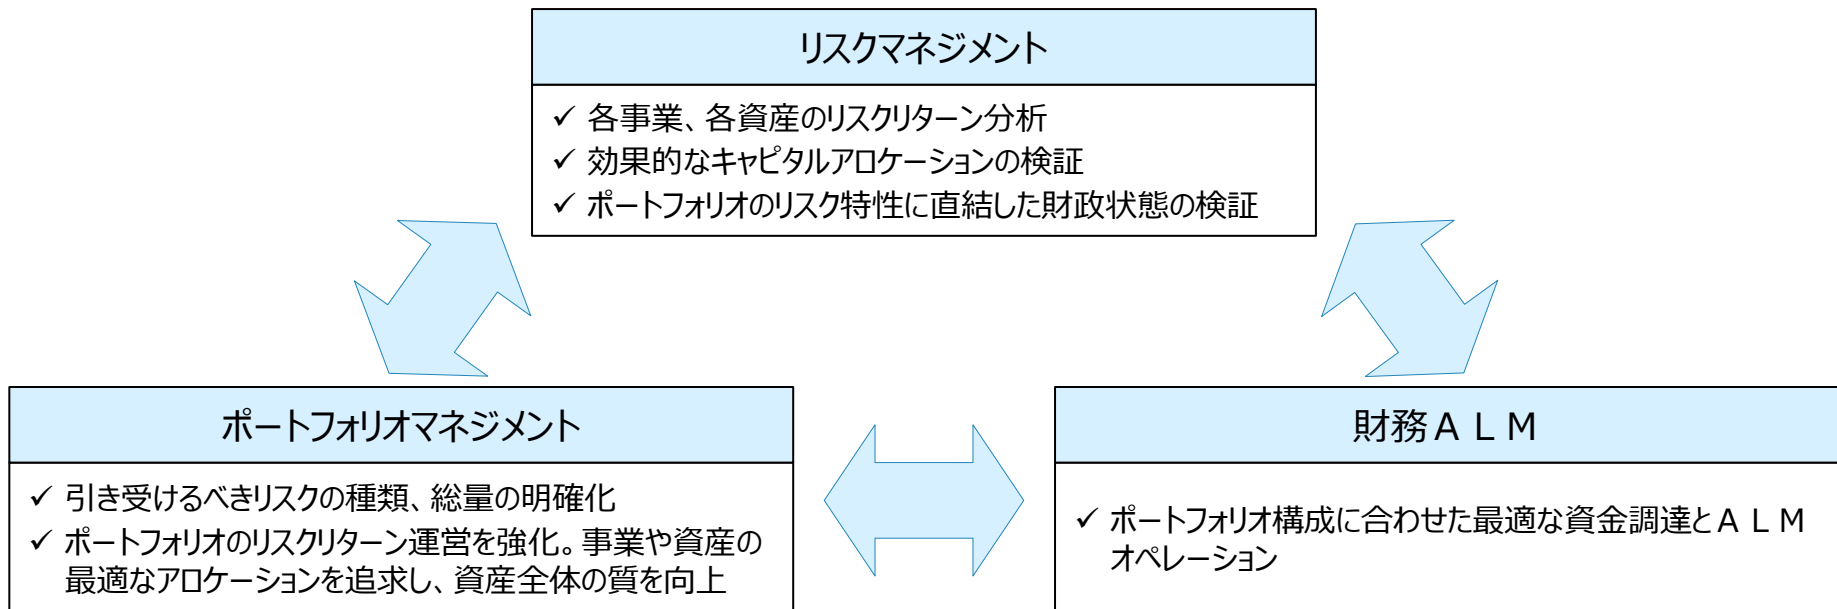 リスクマネジメント
✓ 各事業、各資産のリスクリターン分析
✓ 効果的なキャピタルアロケーションの検証
✓ ポートフォリオのリスク特性に直結した財政状態の検証
ポートフォリオマネジメント
✓ 引き受けるべきリスクの種類、総量の明確化
✓ ポートフォリオのリスクリターン運営を強化。事業や資産の
最適なアロケーションを追求し、資産全体の質を向上
財務ＡＬＭ
✓ ポートフォリオ構成に合わせた最適な資金調達とＡＬＭ
オペレーション